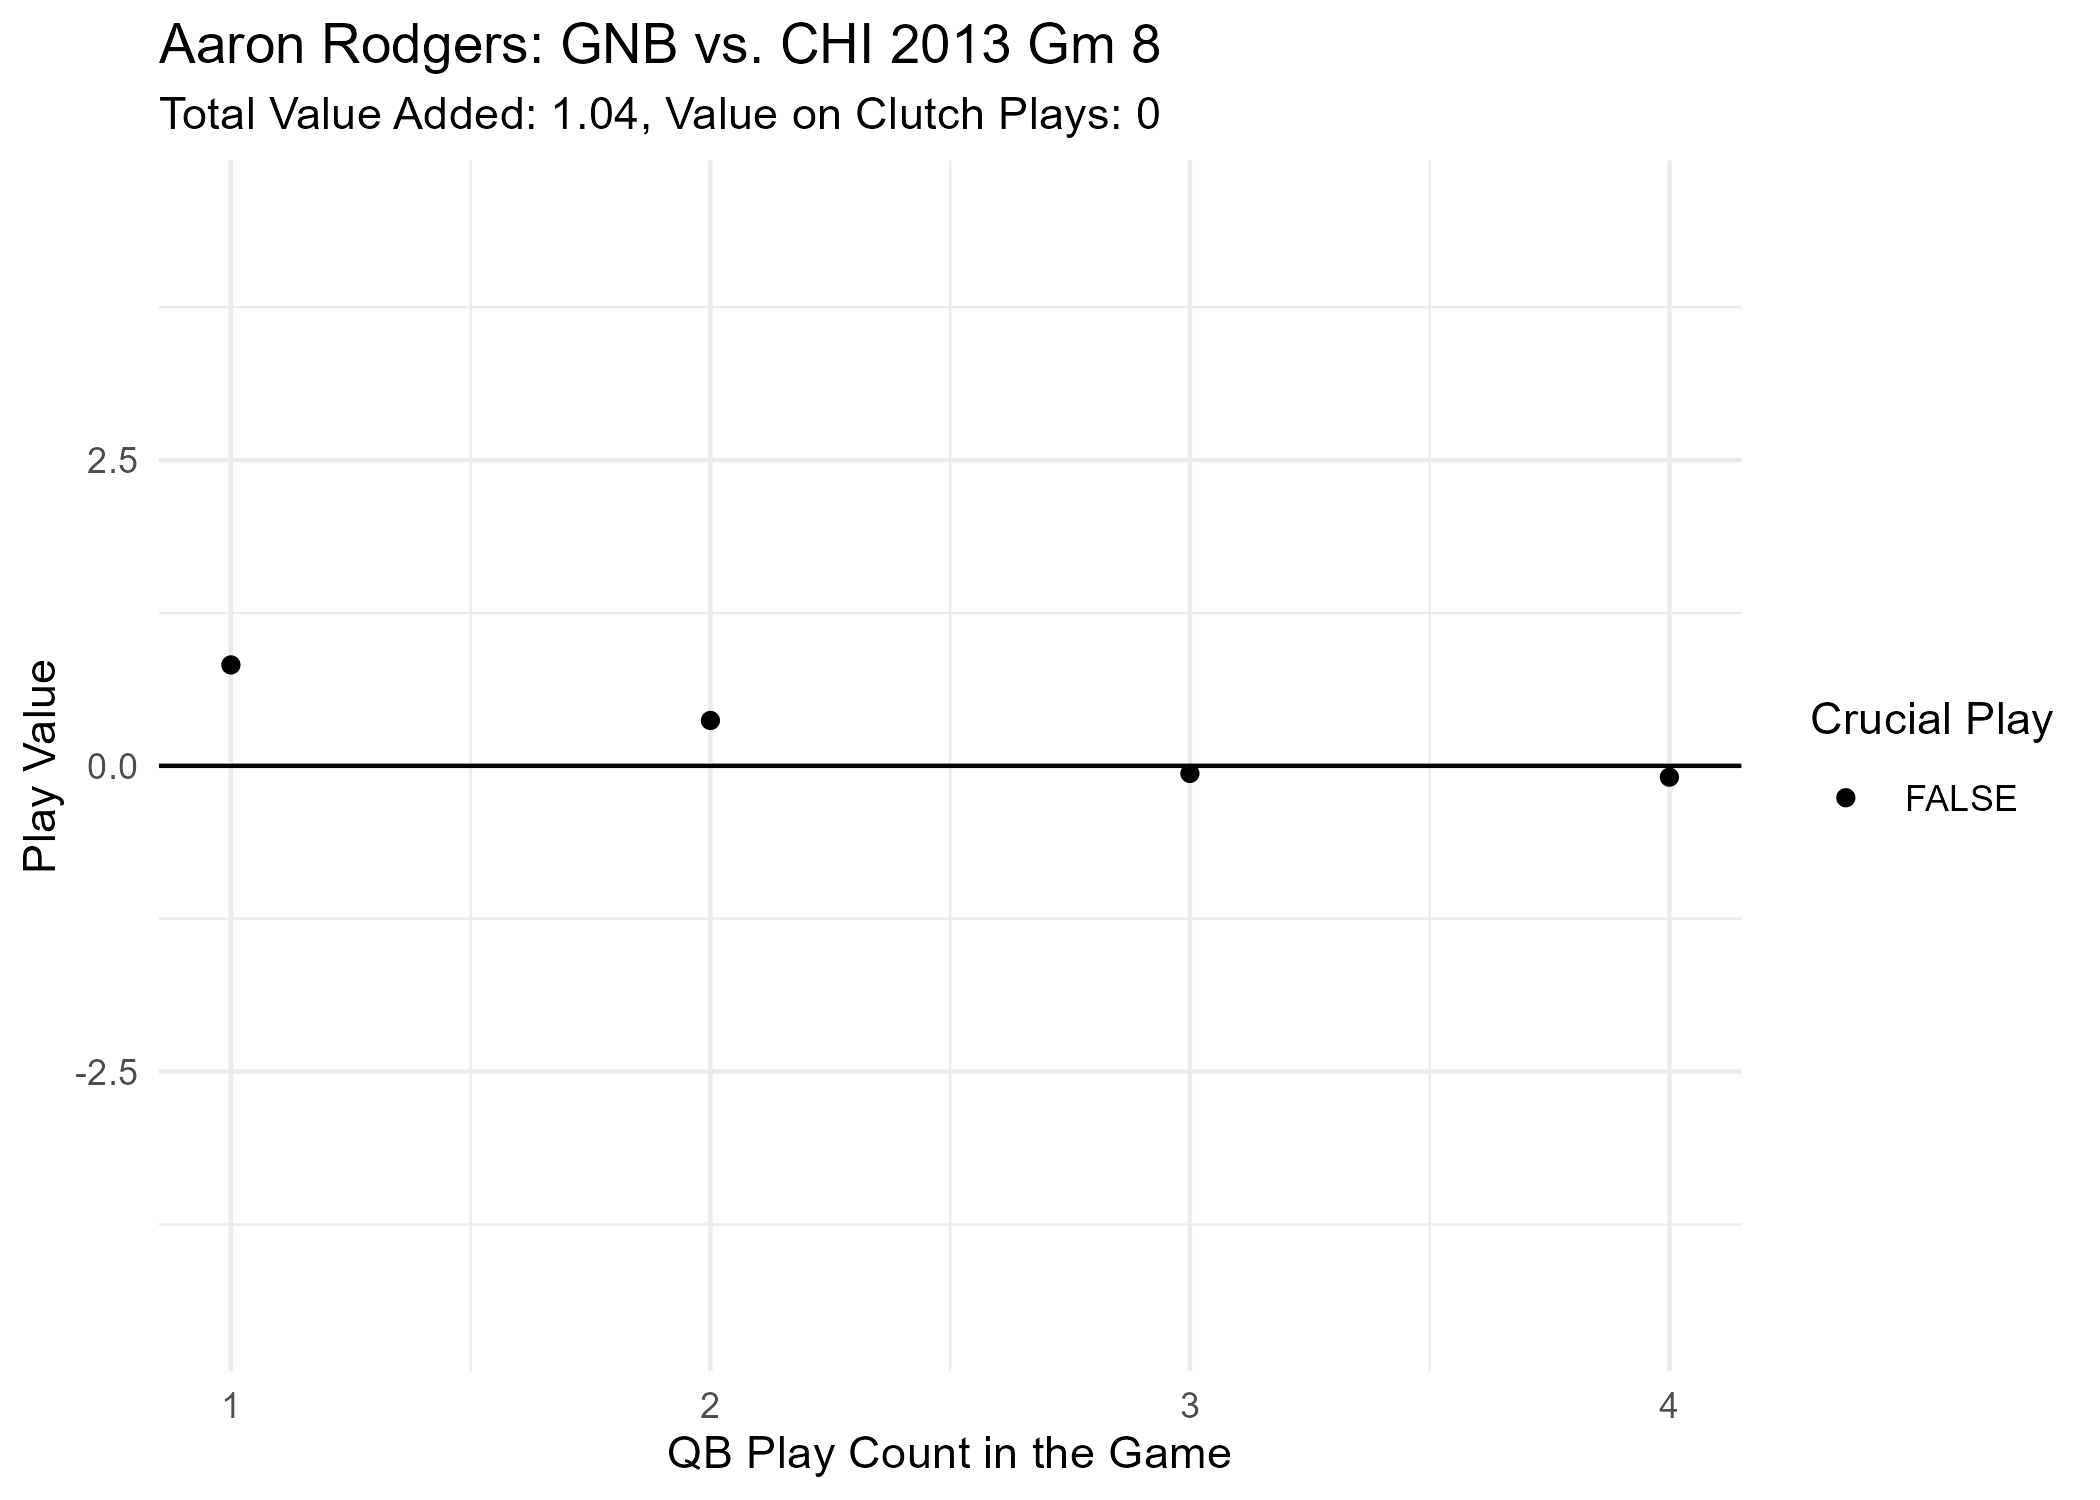 Aaron Rodgers: GNB vs. CHI 2013 Gm 8
Total Value Added: 1.04, Value on Clutch Plays: 0
Play Value
2.5
0.0
-2.5
1 2 3 4
QB Play Count in the Game
Crucial Play
FALSE